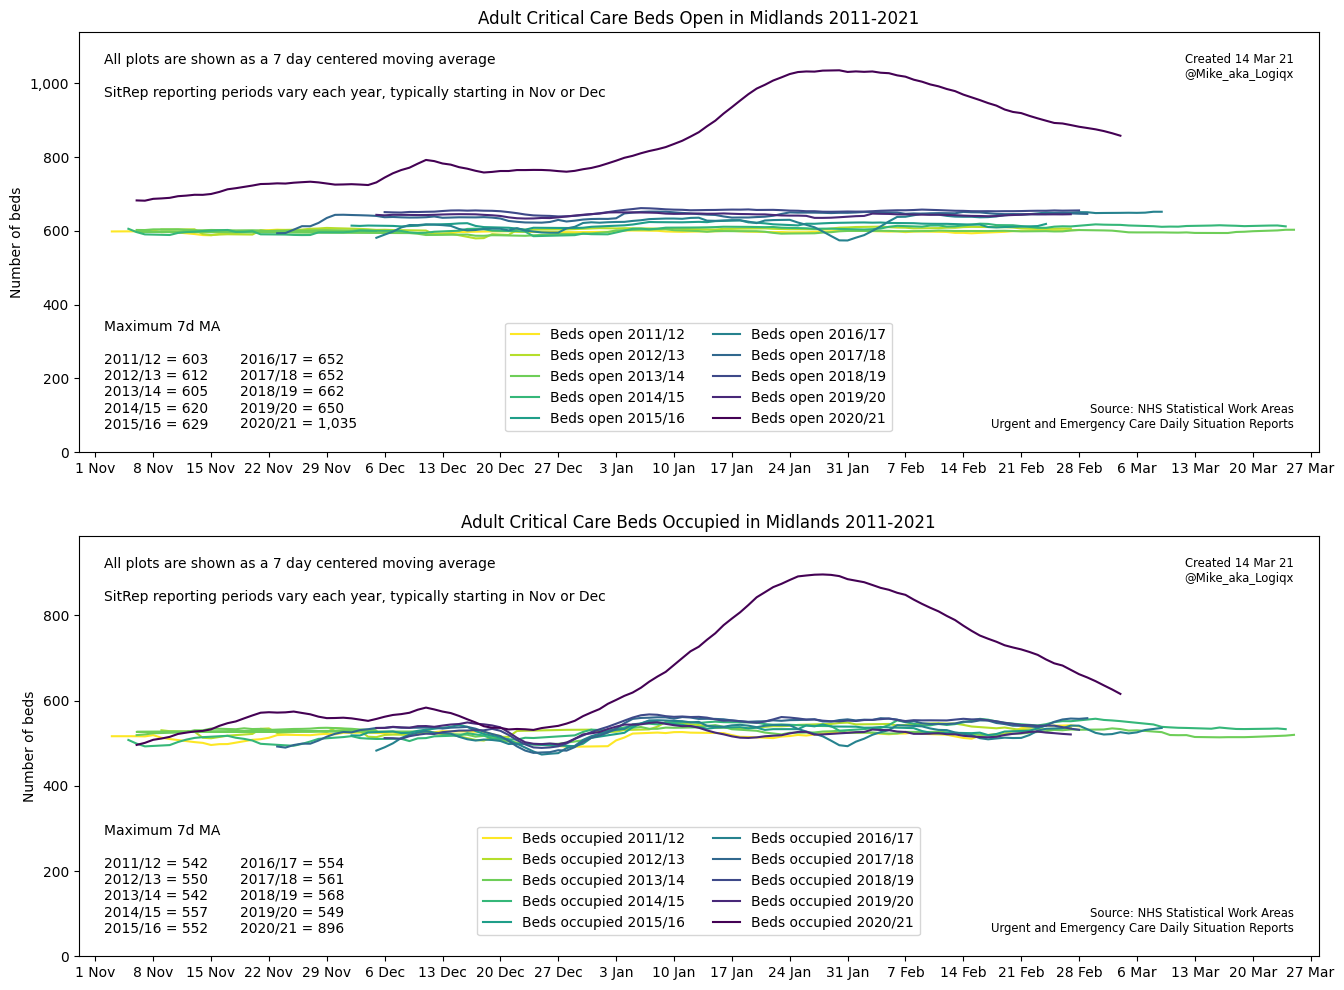 Adult Critical Care Beds Open in Midlands 2011-2021
All plots are shown as a 7 day centered moving average
SitRep reporting periods vary each year, typically starting in Nov or Dec
Created 14 Mar 21
@Mike_aka_Logiqx
Number of beds
1,000
800
600
400
200
0
Maximum 7d MA
2011/12 = 603 2016/17 = 652
2012/13 = 612 2017/18 = 652
2013/14 = 605 2018/19 = 662
2014/15 = 620 2019/20 = 650
2015/16 = 629 2020/21 = 1,035
Beds open 2011/12 Beds open 2016/17
Beds open 2012/13 Beds open 2017/18
Beds open 2013/14 Beds open 2018/19
Beds open 2014/15 Beds open 2019/20
Beds open 2015/16 Beds open 2020/21
Source: NHS Statistical Work Areas
Urgent and Emergency Care Daily Situation Reports
1 Nov 8 Nov 15 Nov 22 Nov 29 Nov 6 Dec 13 Dec 20 Dec 27 Dec 3 Jan 10 Jan 17 Jan 24 Jan 31 Jan 7 Feb 14 Feb 21 Feb 28 Feb 6 Mar 13 Mar 20 Mar 27 Mar
Adult Critical Care Beds Occupied in Midlands 2011-2021
All plots are shown as a 7 day centered moving average
SitRep reporting periods vary each year, typically starting in Nov or Dec
Created 14 Mar 21
@Mike_aka_Logiqx
Number of beds
800
600
400
200
0
Maximum 7d MA
2011/12 = 542 2016/17 = 554
2012/13 = 550 2017/18 = 561
2013/14 = 542 2018/19 = 568
2014/15 = 557 2019/20 = 549
2015/16 = 552 2020/21 = 896
Beds occupied 2011/12 Beds occupied 2016/17
Beds occupied 2012/13 Beds occupied 2017/18
Beds occupied 2013/14 Beds occupied 2018/19
Beds occupied 2014/15 Beds occupied 2019/20
Beds occupied 2015/16 Beds occupied 2020/21
Source: NHS Statistical Work Areas
Urgent and Emergency Care Daily Situation Reports
1 Nov 8 Nov 15 Nov 22 Nov 29 Nov 6 Dec 13 Dec 20 Dec 27 Dec 3 Jan 10 Jan 17 Jan 24 Jan 31 Jan 7 Feb 14 Feb 21 Feb 28 Feb 6 Mar 13 Mar 20 Mar 27 Mar